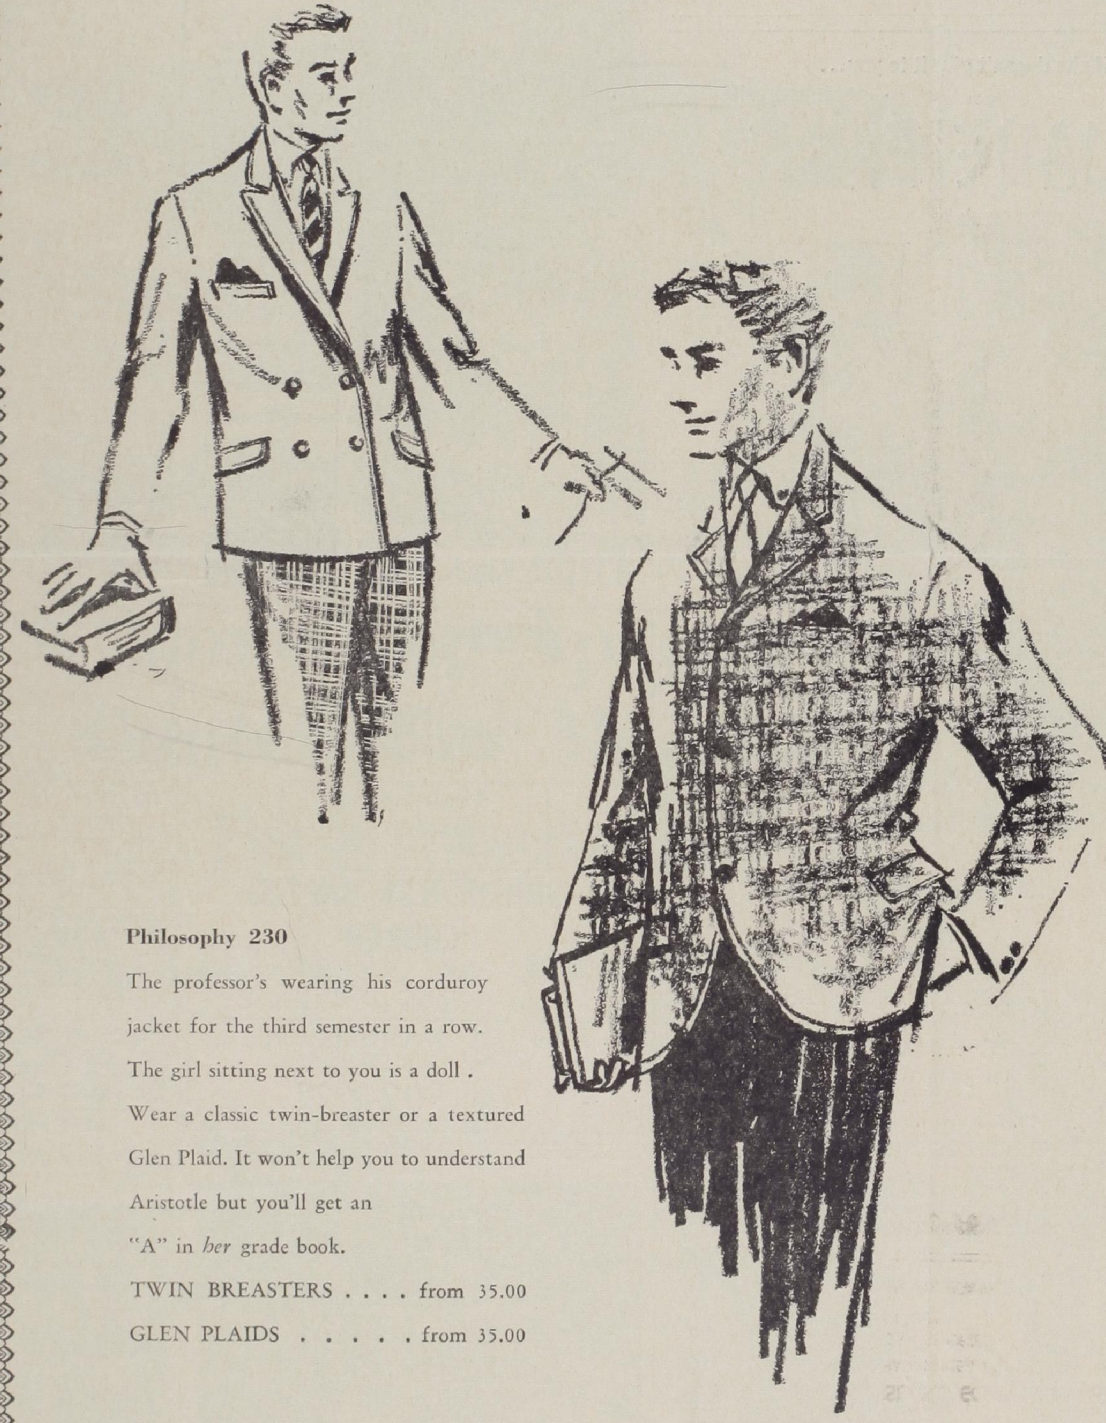 Philosophy 230
The professor's wearing his corduroy
jacket for the third semester in a row.
The girl sitting next to you is a doll .
Wear a classic twin-breaster or a textured
Glen Plaid. It won't help you to understand
Aristotle but you'll get an
"A" in her grade book.
TWIN BREASTERS . . . . from 35.00
GLEN PLAIDS . . . . . from 35.00